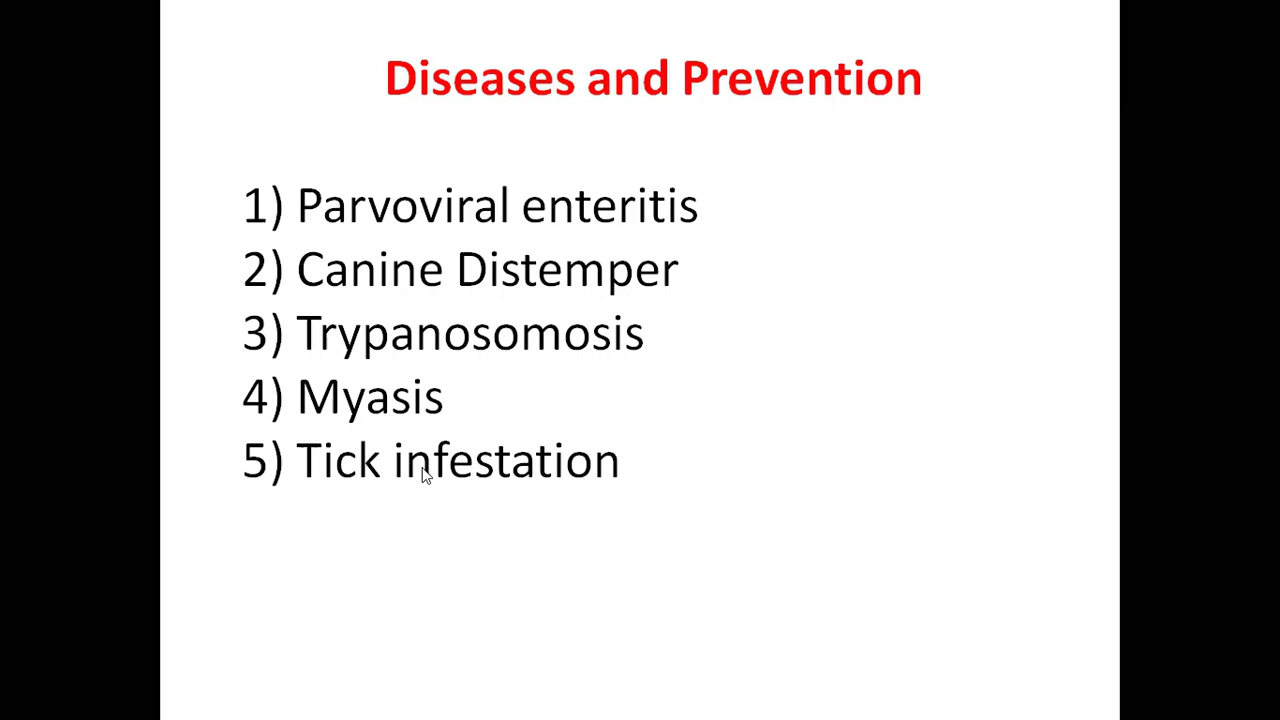 Diseases and Prevention
1) Parvoviral enteritis
2) Canine Distemper
3) Trypanosomosis
4) Myasis
5) Tick infestation